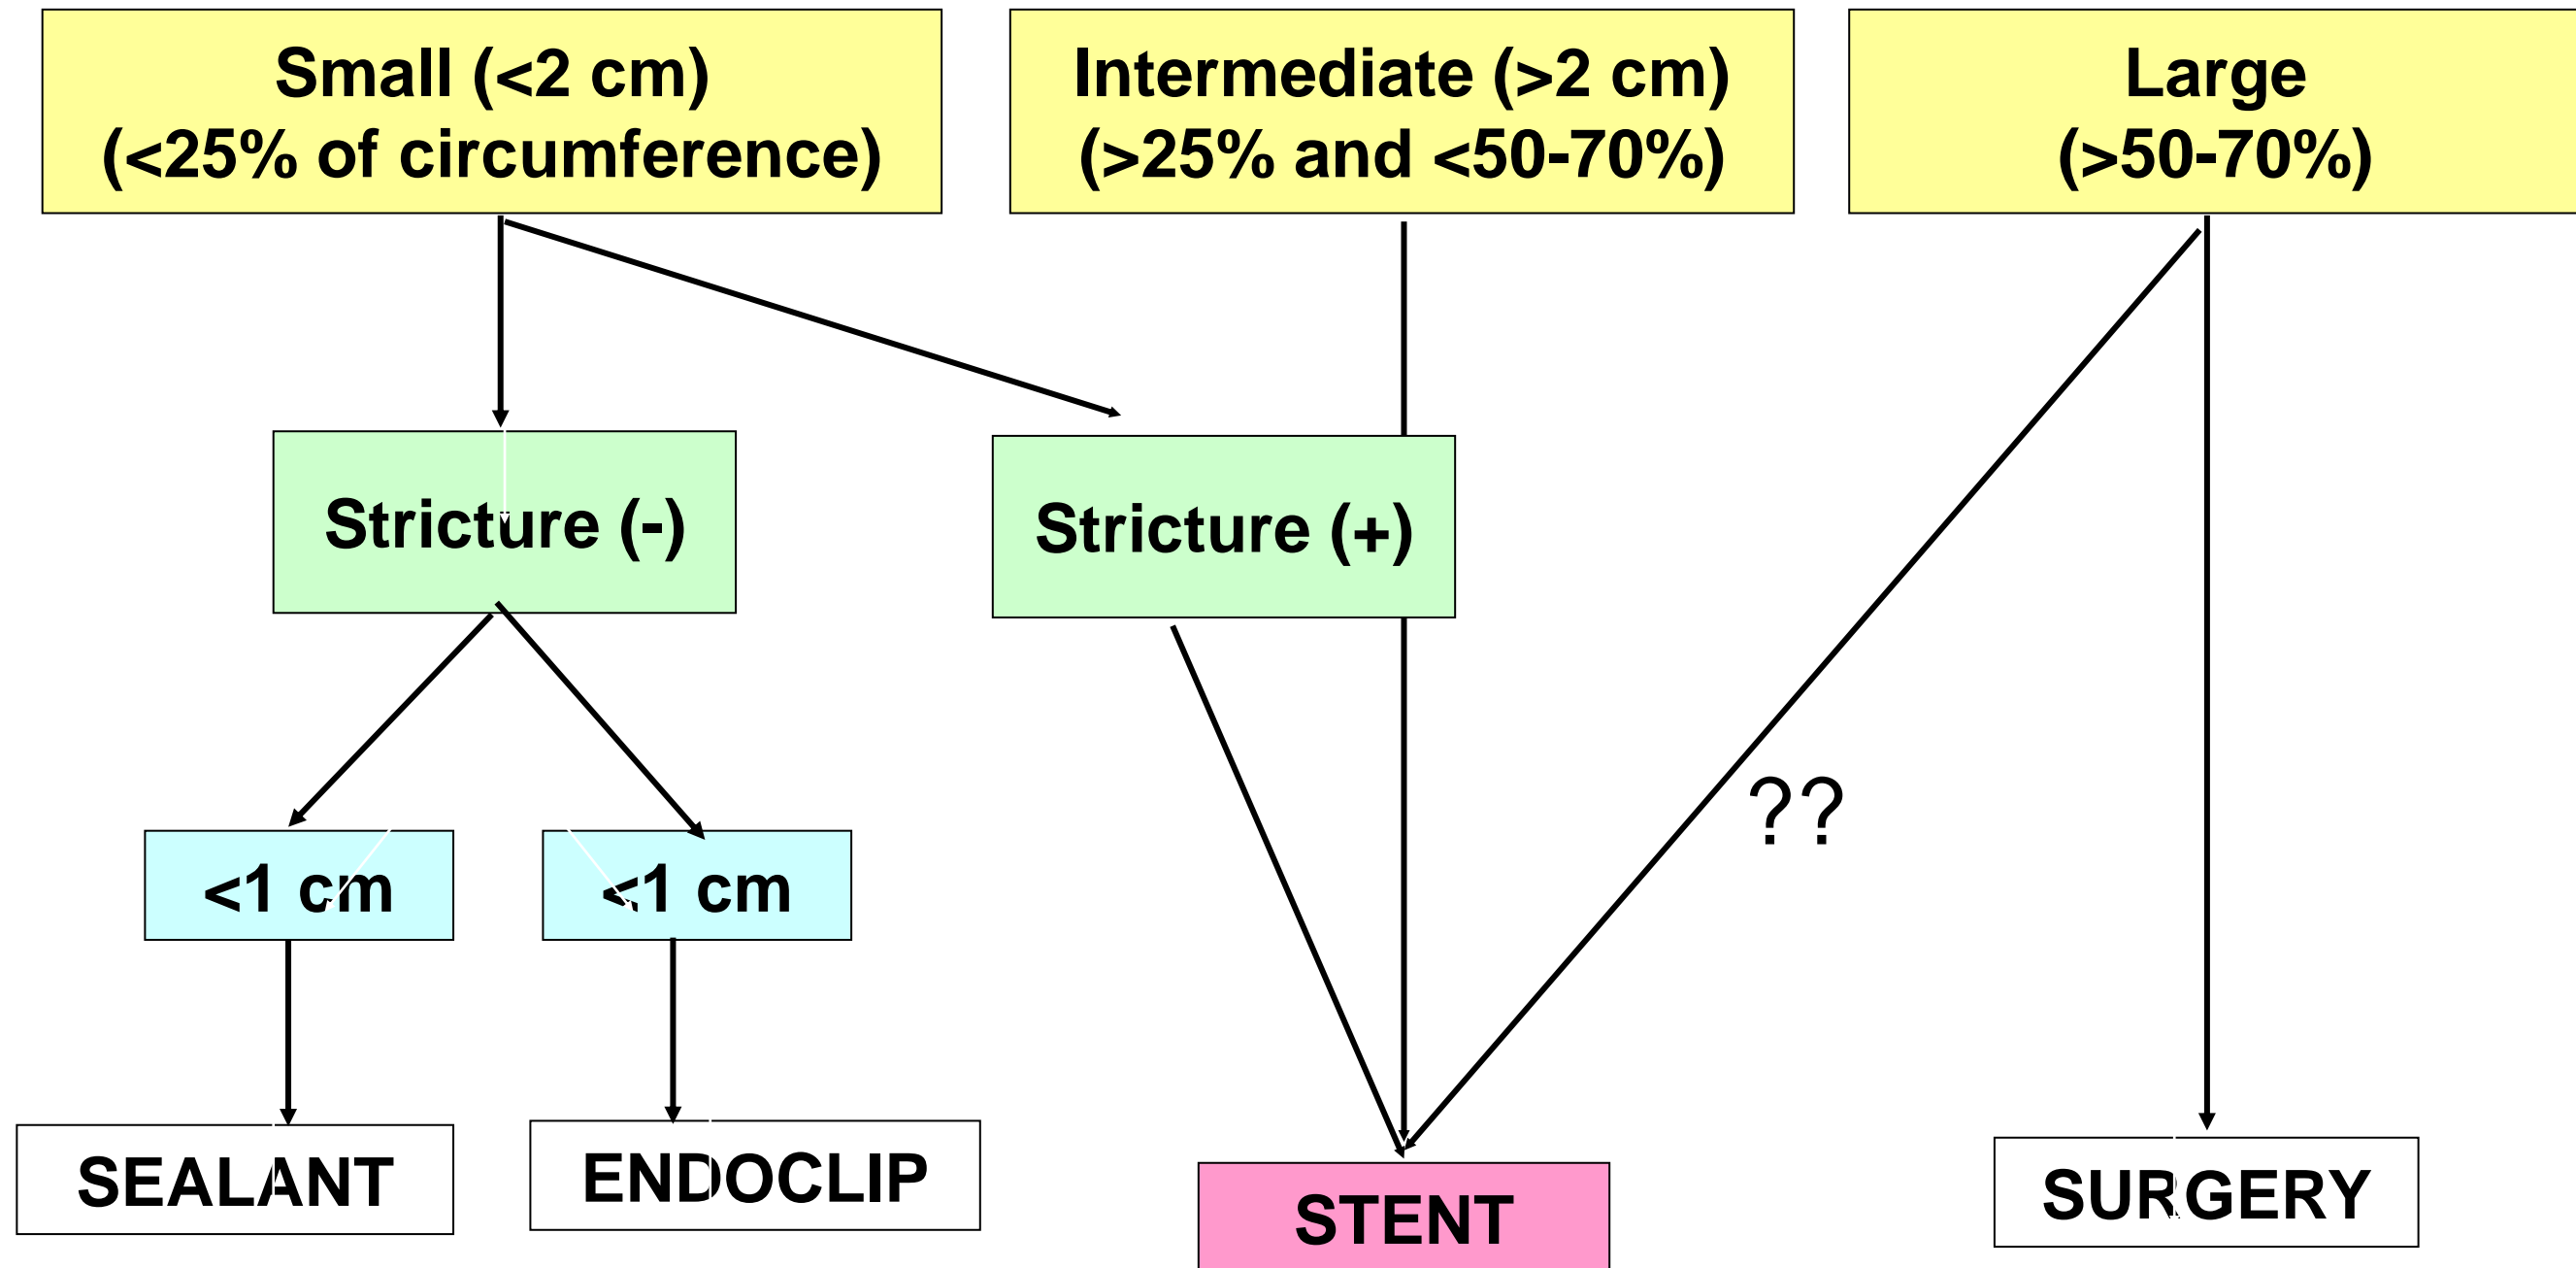 Small (<2 cm)
(<25% of circumference)
Intermediate (>2 cm)
(>25% and <50-70%)
Large
(>50-70%)
Stricture (-)
Stricture (+)
??
<1 cm
<1 cm
SEALANT
ENDOCLIP
STENT
SURGERY